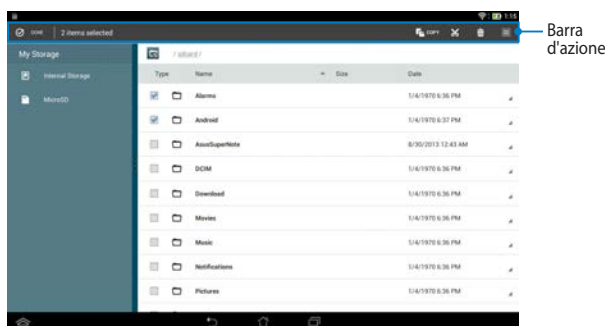 1:15
DONE 2 items selected COPY
Barra
d'azione
My Storage
/ sdcard /
Internal Storage
MicroSD
Type Name Size Date
Alarms 1/4/1970 6:36 PM
Android 1/4/1970 6:37 PM
AsusSuperNote 8/30/2013 12:43 AM
DCIM 1/4/1970 6:36 PM
Download 1/4/1970 6:36 PM
Movies 1/4/1970 6:36 PM
Music 1/4/1970 6:36 PM
Notifications 1/4/1970 6:36 PM
Pictures 1/4/1970 6:36 PM